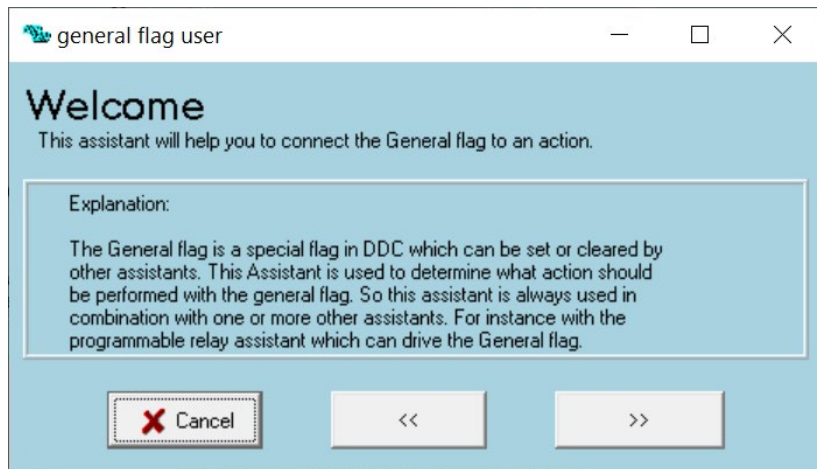 general flag user
Welcome
This assistant will help you to connect the General flag to an action.
Explanation:
The General flag is a special flag in DDC which can be set or cleared by
other assistants. This Assistant is used to determine what action should
be performed with the general flag. So this assistant is always used in
combination with one or more other assistants. For instance with the
programmable relay assistant which can drive the General flag.
Cancel
<<
>>